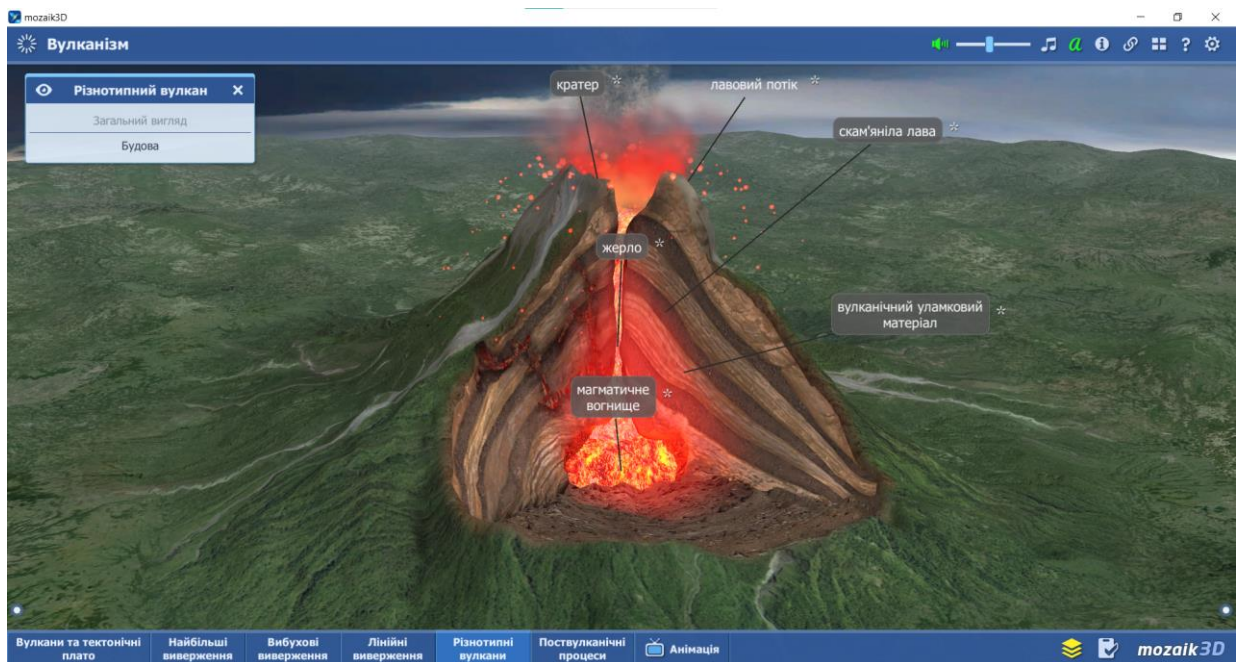 mozaik3D
Вулканізм
a
?
Різнотипний вулкан
Загальний вигляд
Будова
кратер
лавовий потік
скам'яніла лава
жерло
вулканічний уламковий
матеріал
магматичне
вогнище
Вулкани та тектонічні
плато
Найбільші
виверження
Вибухові
виверження
Лінійні
виверження
Різнотипні
вулкани
Поствулканічні
процеси
Анімація
mozaik3D